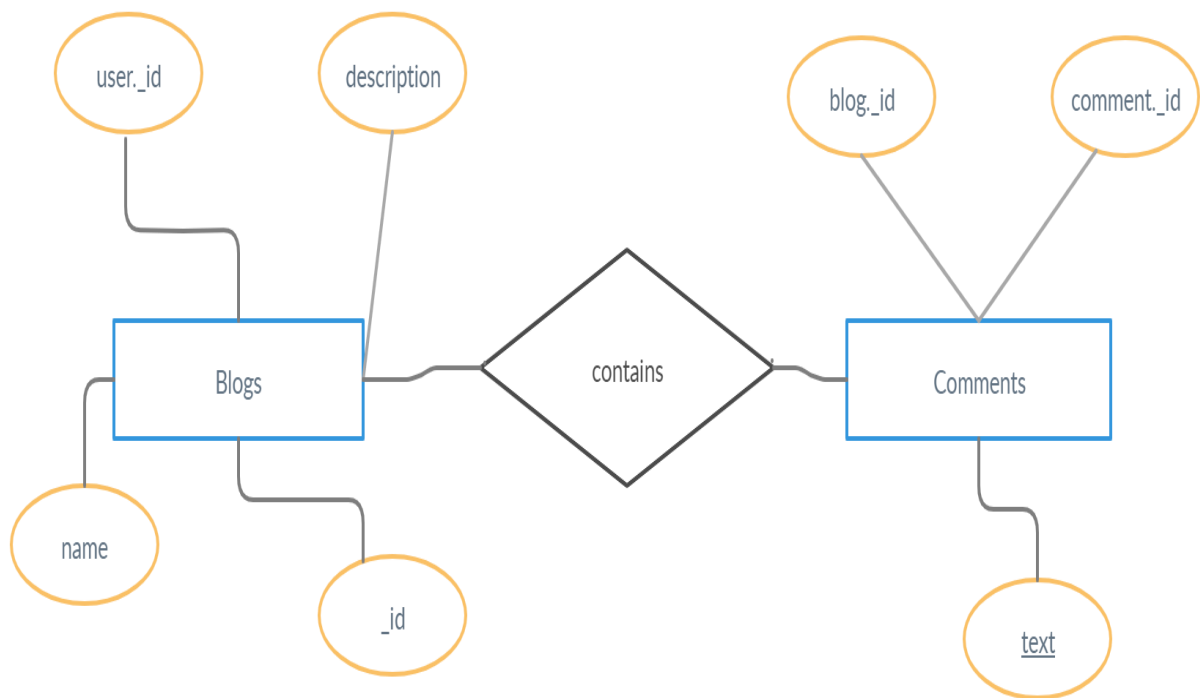 user._id
description
blog._id
comment._id
Blogs
contains
Comments
name
_id
text